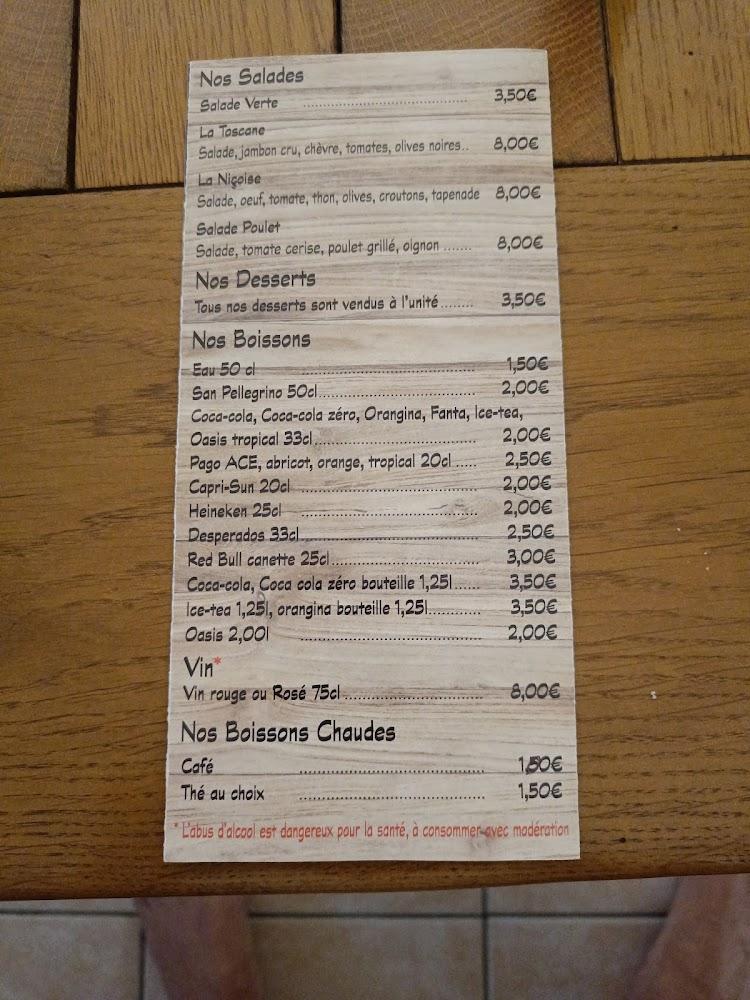 Nos Salades
Salade Verte ........................................ 3,50€
La Toscane
Salade, jambon cru, chèvre, tomates, olives noires.. 8,00€
La Niçoise
Salade, oeuf, tomate, thon, olives, croutons, tapenade 8,00€
Salade Poulet
Salade, tomate cerise, poulet grillé, oignon ....... 8,00€
Nos Desserts
Tous nos desserts sont vendus à l'unité........ 3,50€
Nos Boissons
Eau 50 cl ........................................ 1,50€
San Pellegrino 50cl...................................... 2,00€
Coca-cola, Coca-cola zéro, Orangina, Fanta, Ice-tea,
Oasis tropical 33cl....................................... 2,00€
Pago ACE, abricot, orange, tropical 20cl ..... 2,50€
Capri-Sun 20cl ........................................ 2,00€
Heineken 25cl ........................................ 2,00€
Desperados 33cl........................................ 2,50€
Red Bull canette 25cl................................... 3,00€
Coca-cola, Coca cola zéro bouteille 1,25l...... 3,50€
Ice-tea 1,25l, orangina bouteille 1,25l............ 3,50€
Oasis 2,00l ........................................ 2,00€
Vin*
Vin rouge ou Rosé 75cl................................. 8,00€
Nos Boissons Chaudes
Café ........................................ 1,50€
Thé au choix ........................................ 1,50€
* L'abus d'alcool est dangereux pour la santé, à consommer avec modération